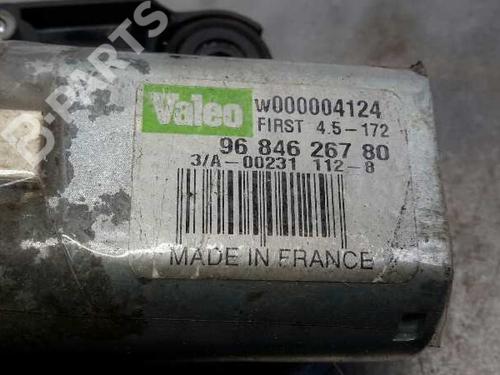 B-PARTS
Valeo
w000004124
FIRST 4.5-172
96 846 267 80
3/A-00231 112-8
MADE IN FRANCE